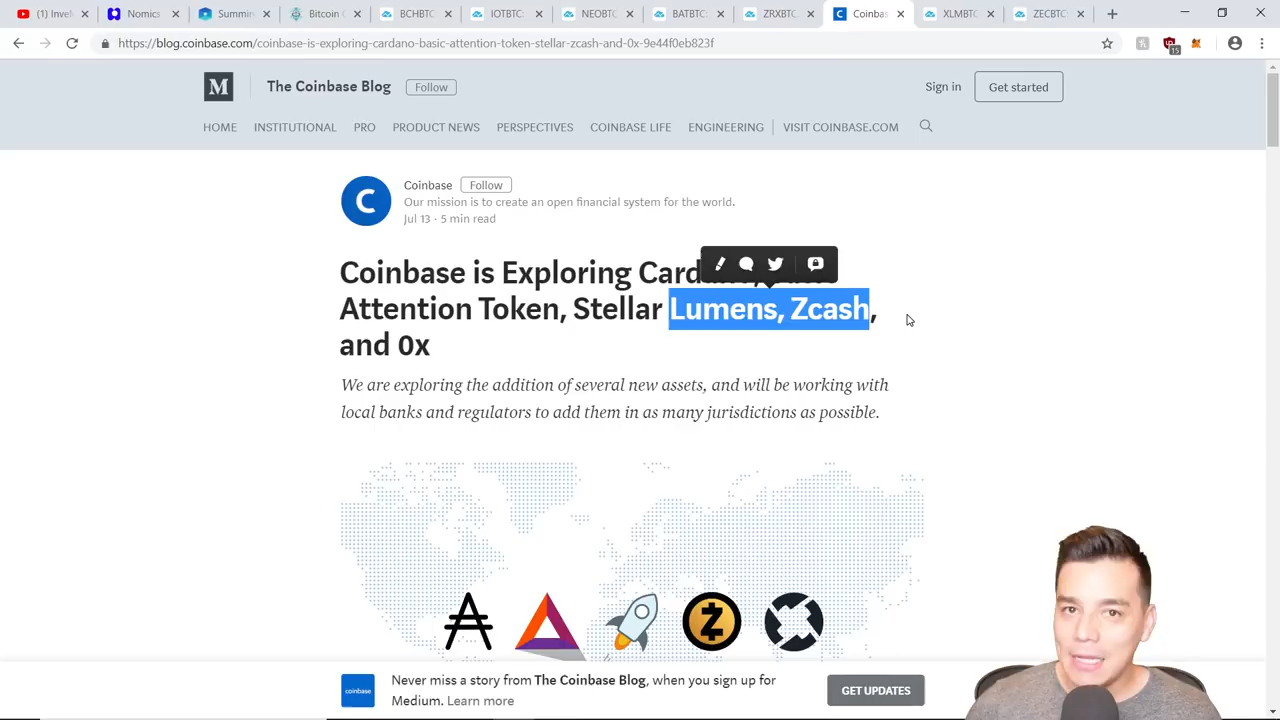 (1) Inve
Nomics
Summin
Bitcoin C
BCHBTC
IOTBTC:
NEOBTC
BATBTC
ZRXBTC
Coinbas
XLMBTC
ZECBTC
https://blog.coinbase.com/coinbase-is-exploring-cardano-basic-attention-token-stellar-zcash-and-0x-9e44f0eb823f
15
M The Coinbase Blog Follow Sign in Get started
HOME INSTITUTIONAL PRO PRODUCT NEWS PERSPECTIVES COINBASE LIFE ENGINEERING VISIT COINBASE.COM
C
Coinbase Follow
Our mission is to create an open financial system for the world.
Jul 13 · 5 min read
Coinbase is Exploring
Attention Token, Stellar Lumens, Zcash,
and 0x
We are exploring the addition of several new assets, and will be working with
local banks and regulators to add them in as many jurisdictions as possible.
coinbase
Never miss a story from The Coinbase Blog, when you sign up for
Medium. Learn more
GET UPDATES